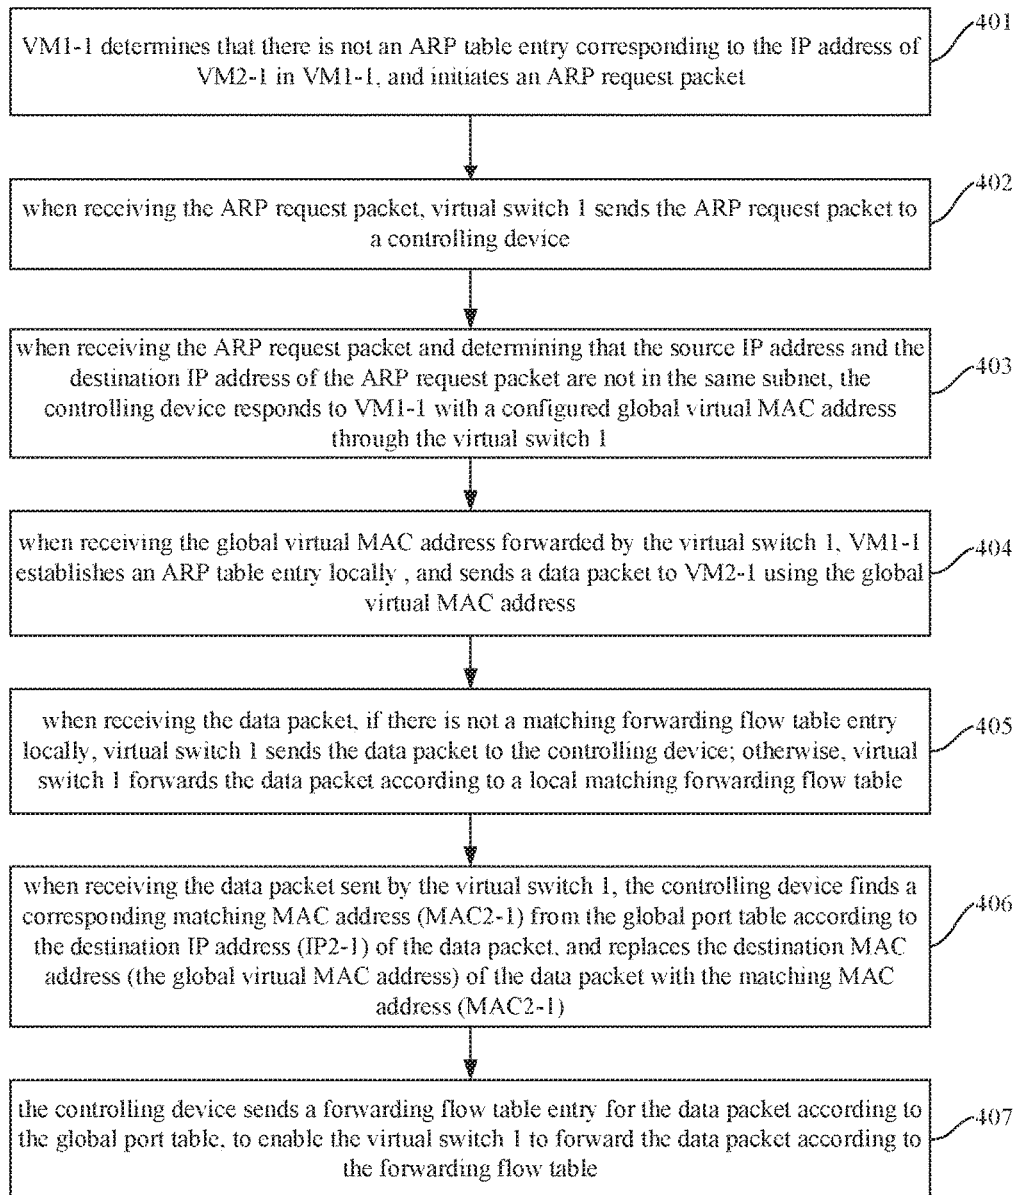 VM1-1 determines that there is not an ARP table entry corresponding to the IP address of
VM2-1 in VM1-1, and initiates an ARP request packet
401
when receiving the ARP request packet, virtual switch 1 sends the ARP request packet to
a controlling device
402
when receiving the ARP request packet and determining that the source IP address and the
destination IP address of the ARP request packet are not in the same subnet, the
controlling device responds to VM1-1 with a configured global virtual MAC address
through the virtual switch 1
403
when receiving the global virtual MAC address forwarded by the virtual switch 1, VM1-1
establishes an ARP table entry locally , and sends a data packet to VM2-1 using the global
virtual MAC address
404
when receiving the data packet, if there is not a matching forwarding flow table entry
locally, virtual switch 1 sends the data packet to the controlling device; otherwise, virtual
switch 1 forwards the data packet according to a local matching forwarding flow table
405
when receiving the data packet sent by the virtual switch 1, the controlling device finds a
corresponding matching MAC address (MAC2-1) from the global port table according to
the destination IP address (IP2-1) of the data packet, and replaces the destination MAC
address (the global virtual MAC address) of the data packet with the matching MAC
address (MAC2-1)
406
the controlling device sends a forwarding flow table entry for the data packet according to
the global port table, to enable the virtual switch 1 to forward the data packet according to
the forwarding flow table
407